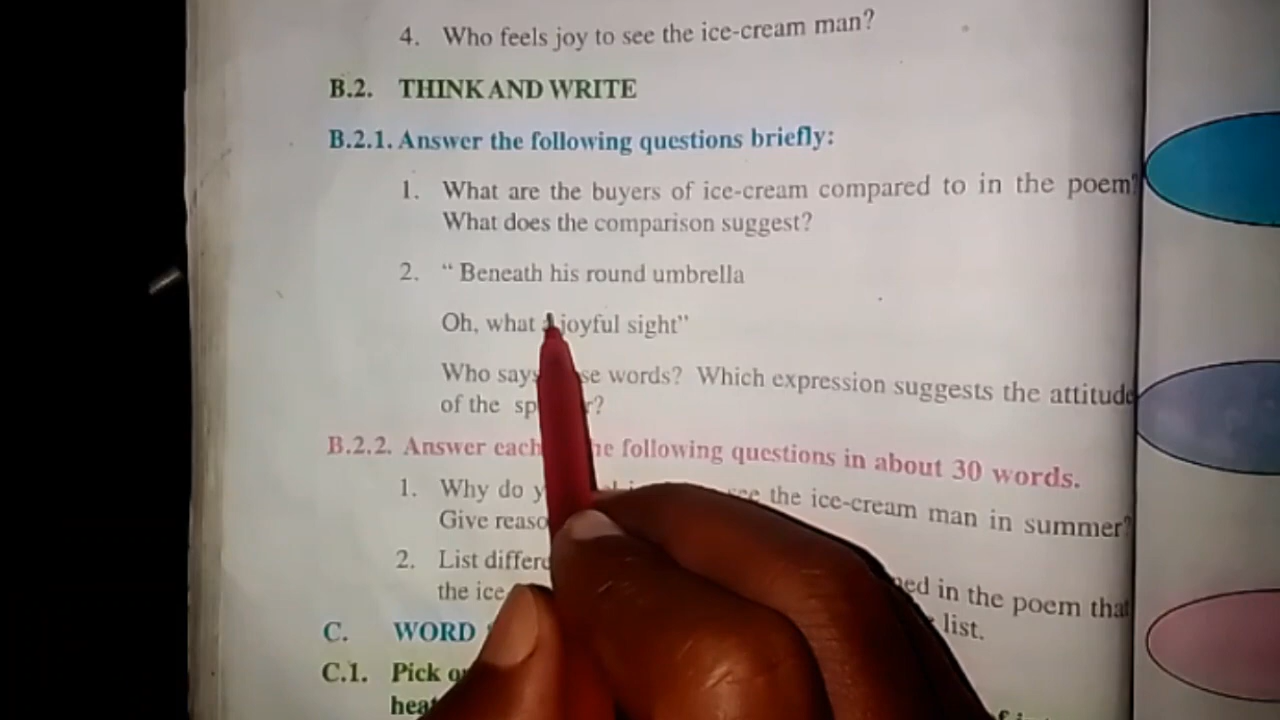 4. Who feels joy to see the ice-cream man?
B.2. THINK AND WRITE
B.2.1. Answer the following questions briefly:
1. What are the buyers of ice-cream compared to in the poem?
What does the comparison suggest?
2. “ Beneath his round umbrella
Oh, what joyful sight”
Who says words? Which expression suggests the attitude
of the
B.2.2. Answer each following questions in about 30 words.
1. Why do the ice-cream man in summer?
Give
2. List in the poem that
the ice list.
C. WORD
C.1. Pick